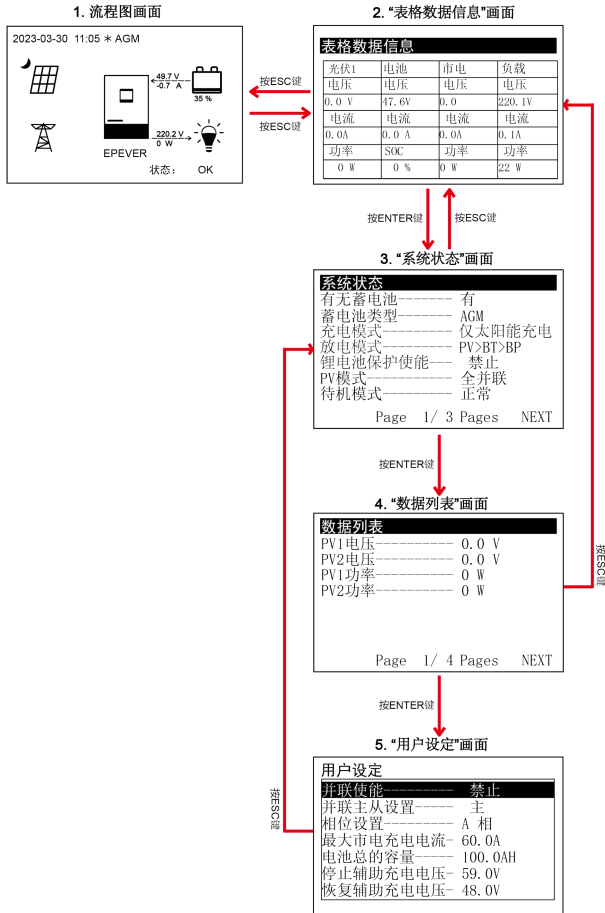 1. 流程图画面
2023-03-30 11:05 ＊ AGM
49.7 V
-0.7 A
35 %
220.2 V
0 W
EPEVER
状态： OK
按ESC键
按ESC键
2. “表格数据信息”画面
表格数据信息
光伏1 电池 市电 负载
电压 电压 电压 电压
0.0 V 47.6V 0.0 220.1V
电流 电流 电流 电流
0.0A 0.0 A 0.0A 0.1A
功率 SOC 功率 功率
0 W 0 % 0 W 22 W
按ENTER键 按ESC键
3. “系统状态”画面
系统状态
有无蓄电池------- 有
蓄电池类型------- AGM
充电模式--------- 仅太阳能充电
放电模式--------- PV>BT>BP
锂电池保护使能--- 禁止
PV模式----------- 全并联
待机模式--------- 正常
Page 1/ 3 Pages NEXT
按ENTER键
4. “数据列表”画面
数据列表
PV1电压---------- 0.0 V
PV2电压---------- 0.0 V
PV1功率---------- 0 W
PV2功率---------- 0 W
Page 1/ 4 Pages NEXT
按ESC键
按ENTER键
5. “用户设定”画面
用户设定
并联使能--------- 禁止
并联主从设置----- 主
相位设置--------- A 相
最大市电充电电流- 60.0A
电池总的容量----- 100.0AH
停止辅助充电电压- 59.0V
恢复辅助充电电压- 48.0V
按ESC键